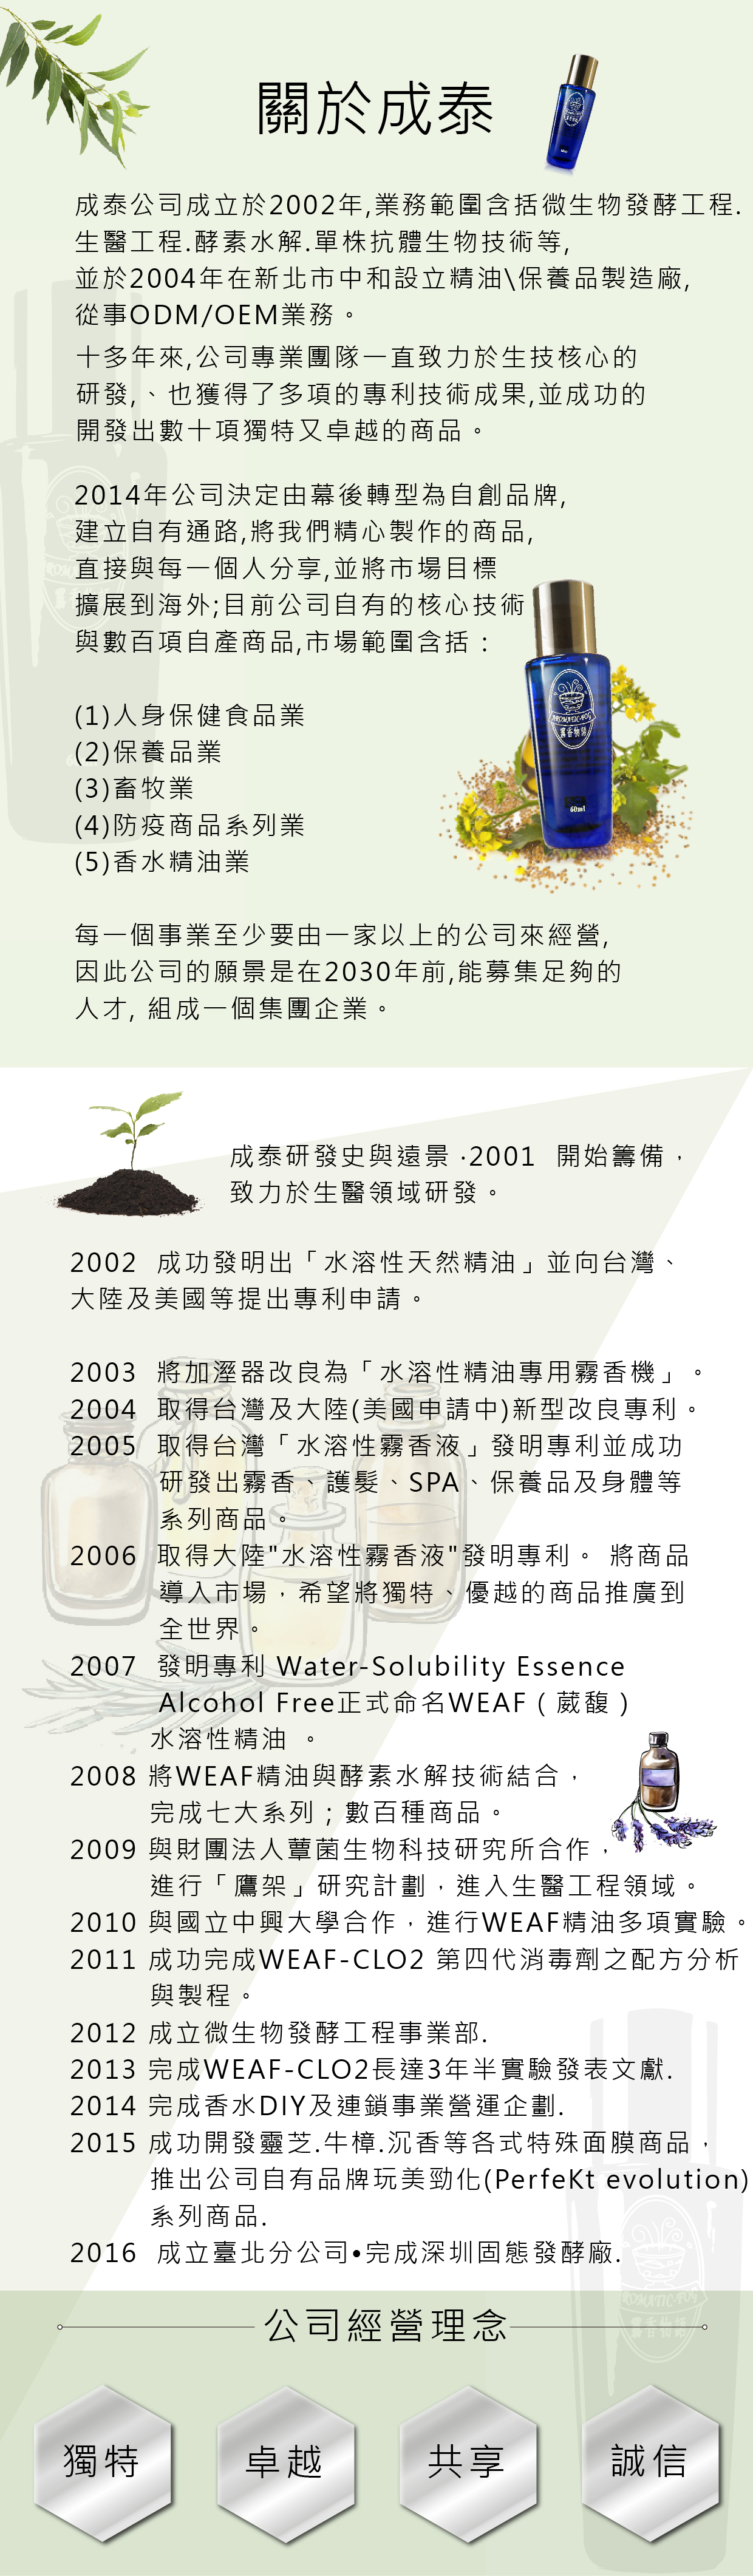 關於成泰
成泰公司成立於2002年,業務範圍含括微生物發酵工程.
生醫工程.酵素水解.單株抗體生物技術等,
並於2004年在新北市中和設立精油\保養品製造廠,
從事ODM/OEM業務。
十多年來,公司專業團隊一直致力於生技核心的
研發,、也獲得了多項的專利技術成果,並成功的
開發出數十項獨特又卓越的商品。
2014年公司決定由幕後轉型為自創品牌,
建立自有通路,將我們精心製作的商品,
直接與每一個人分享,並將市場目標
擴展到海外;目前公司自有的核心技術
與數百項自產商品,市場範圍含括：
(1)人身保健食品業
(2)保養品業
(3)畜牧業
(4)防疫商品系列業
(5)香水精油業
AROMATIC-FOG
霧香物語
60ml
每一個事業至少要由一家以上的公司來經營,
因此公司的願景是在2030年前,能募集足夠的
人才, 組成一個集團企業。
成泰研發史與遠景 ·2001 開始籌備，
致力於生醫領域研發。
2002 成功發明出「水溶性天然精油」並向台灣、
大陸及美國等提出專利申請。
2003 將加溼器改良為「水溶性精油專用霧香機」。
2004 取得台灣及大陸(美國申請中)新型改良專利。
2005 取得台灣「水溶性霧香液」發明專利並成功
研發出霧香、護髮、SPA、保養品及身體等
系列商品。
2006 取得大陸"水溶性霧香液"發明專利。 將商品
導入市場，希望將獨特、優越的商品推廣到
全世界。
2007 發明專利 Water-Solubility Essence
Alcohol Free正式命名WEAF（葳馥）
水溶性精油 。
2008 將WEAF精油與酵素水解技術結合，
完成七大系列；數百種商品。
2009 與財團法人蕈菌生物科技研究所合作，
進行「鷹架」研究計劃，進入生醫工程領域。
2010 與國立中興大學合作，進行WEAF精油多項實驗。
2011 成功完成WEAF-CLO2 第四代消毒劑之配方分析
與製程。
2012 成立微生物發酵工程事業部.
2013 完成WEAF-CLO2長達3年半實驗發表文獻.
2014 完成香水DIY及連鎖事業營運企劃.
2015 成功開發靈芝.牛樟.沉香等各式特殊面膜商品，
推出公司自有品牌玩美勁化(PerfeKt evolution)
系列商品.
2016 成立臺北分公司•完成深圳固態發酵廠.
公司經營理念
獨特
卓越
共享
誠信